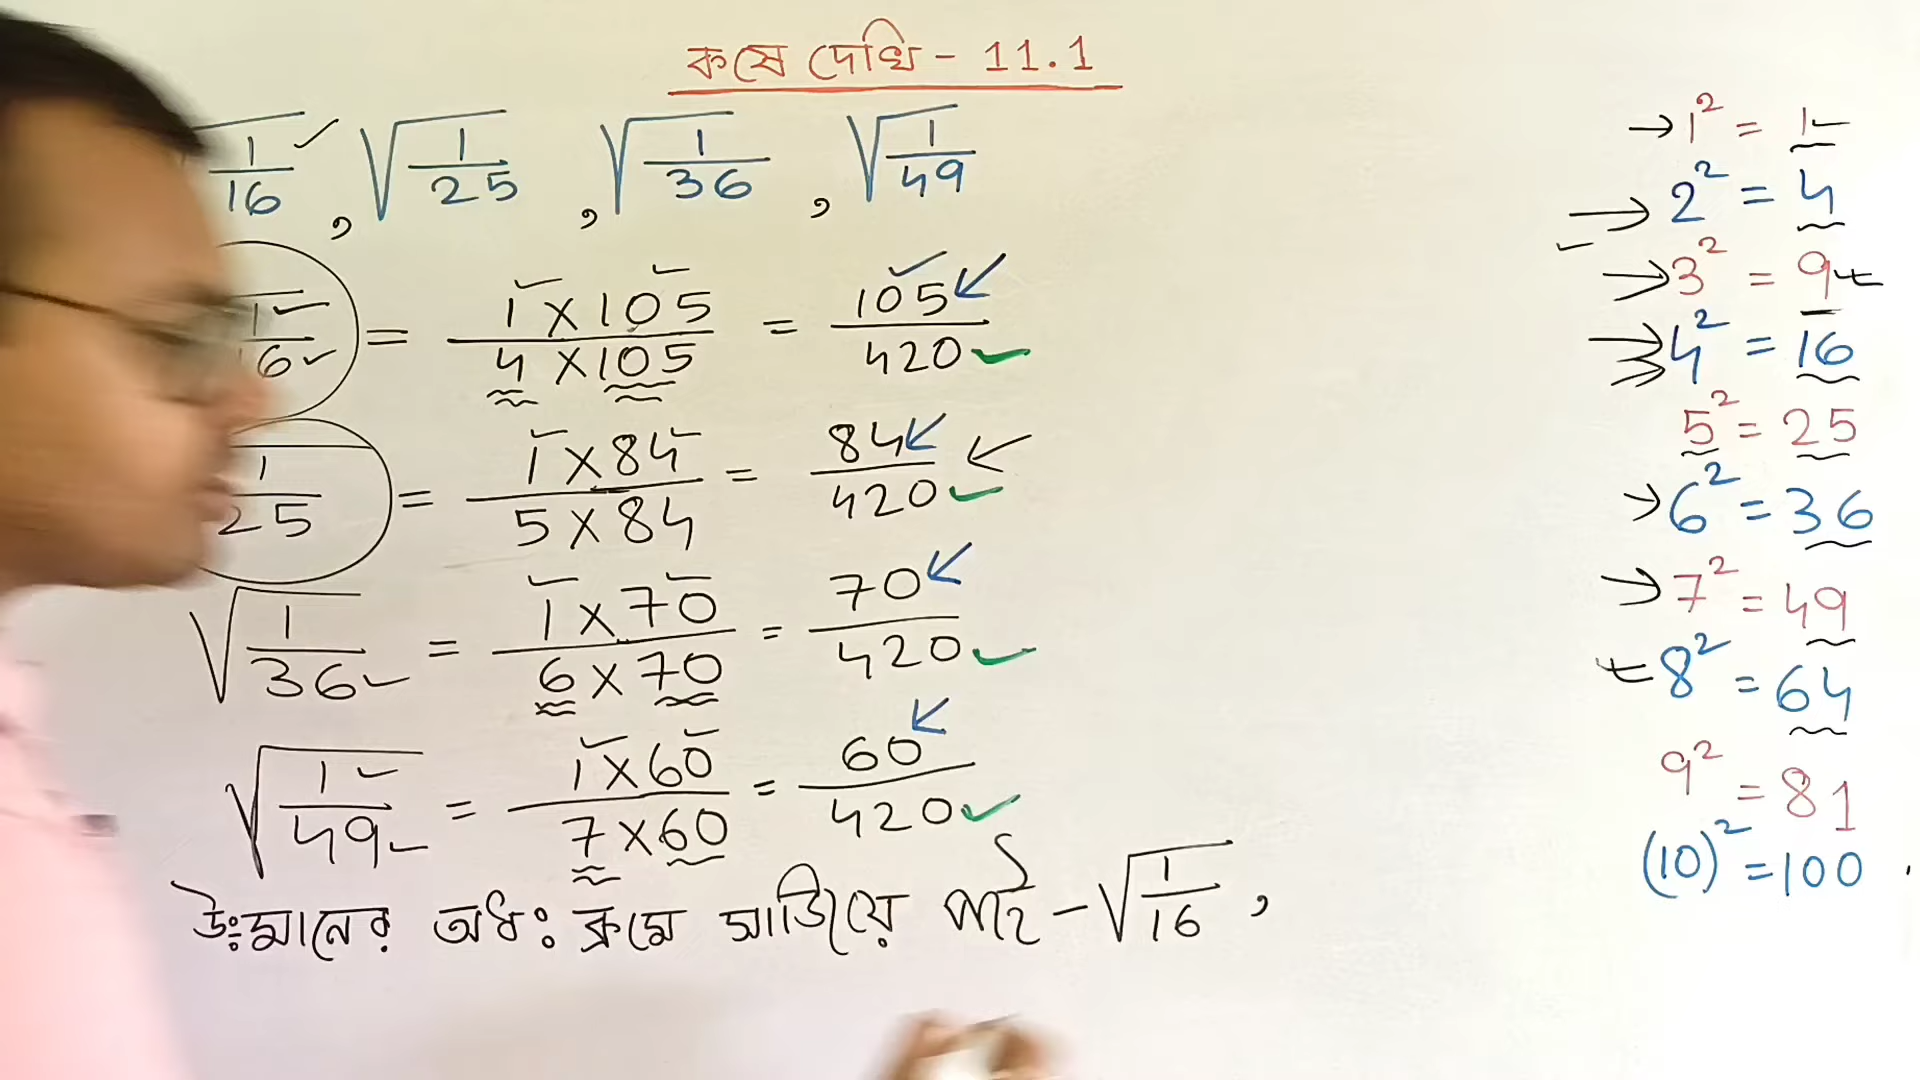 কষে দেখি - 11.1
1/16, √1/25, √1/36, √1/49
= 1×105/4×105 = 105/420
1/25 = 1×84/5×84 = 84/420
√1/36 = 1×70/6×70 = 70/420
√1/49 = 1×60/7×60 = 60/420
উঃ মানের অধঃ ক্রমে সাজিয়ে পাই - √1/16,
1² = 1
2² = 4
3² = 9
4² = 16
5² = 25
6² = 36
7² = 49
8² = 64
9² = 81
(10)² = 100